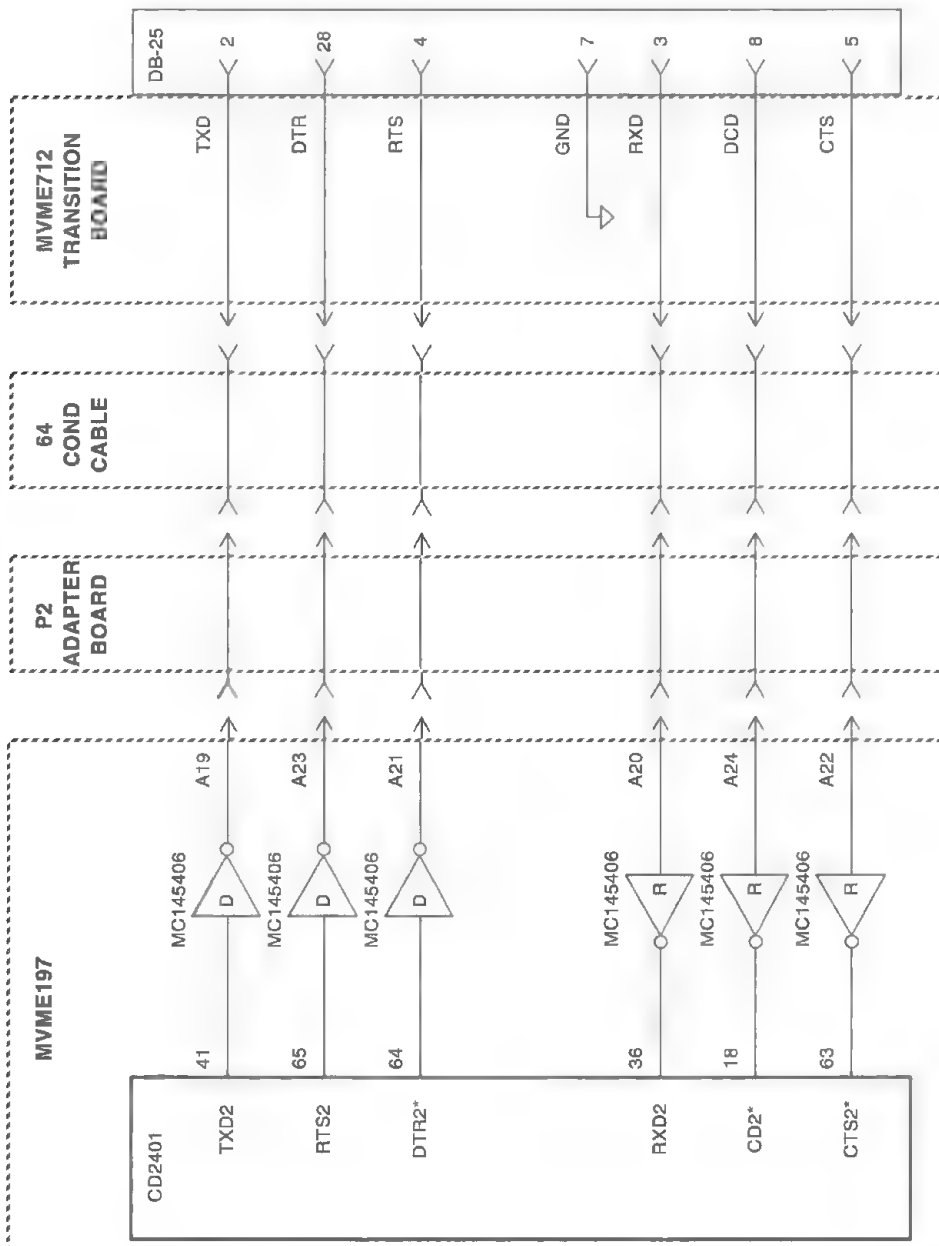 MVME197
P2
ADAPTER
BOARD
64
COND
CABLE
MVME712
TRANSITION
BOARD
CD2401
DB-25
TXD2
41
MC145406
D
A19
TXD
2
RTS2
65
MC145406
D
A23
DTR
28
DTR2*
64
MC145406
D
A21
RTS
4
GND
7
RXD2
36
MC145406
R
A20
RXD
3
CD2*
18
MC145406
R
A24
DCD
8
CTS2*
63
MC145406
R
A22
CTS
5